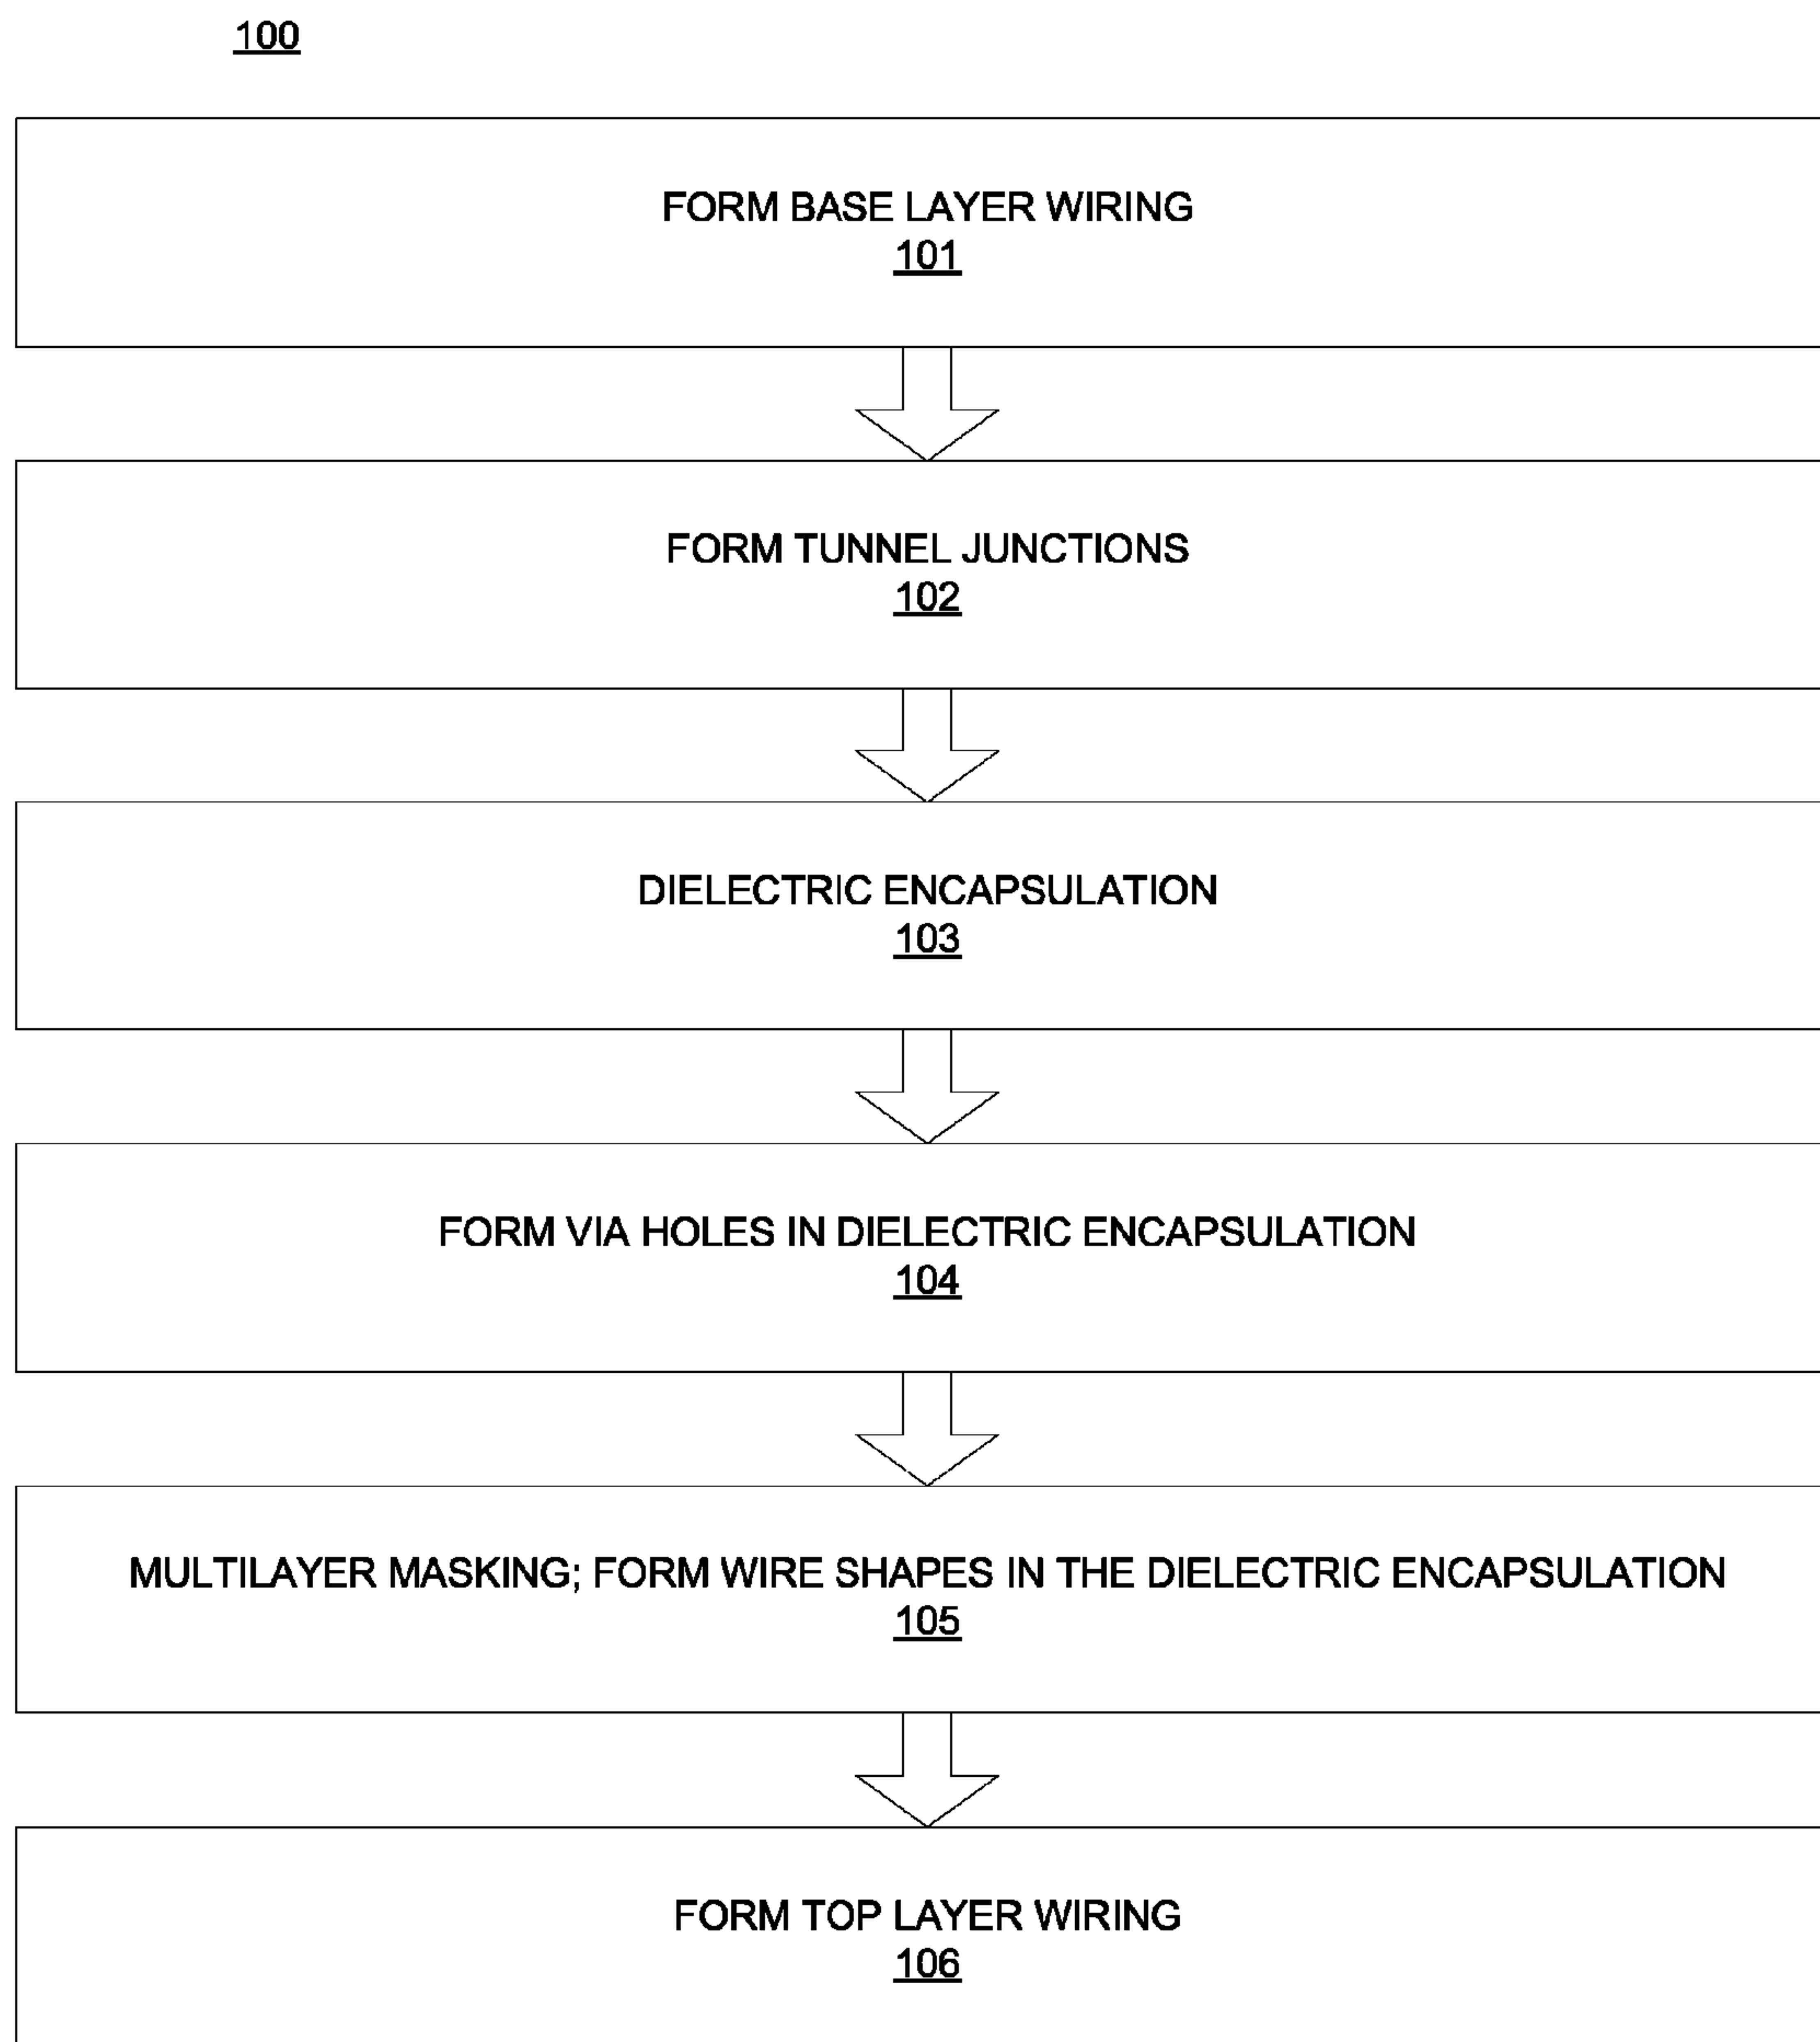 100
FORM BASE LAYER WIRING
101
FORM TUNNEL JUNCTIONS
102
DIELECTRIC ENCAPSULATION
103
FORM VIA HOLES IN DIELECTRIC ENCAPSULATION
104
MULTILAYER MASKING; FORM WIRE SHAPES IN THE DIELECTRIC ENCAPSULATION
105
FORM TOP LAYER WIRING
106